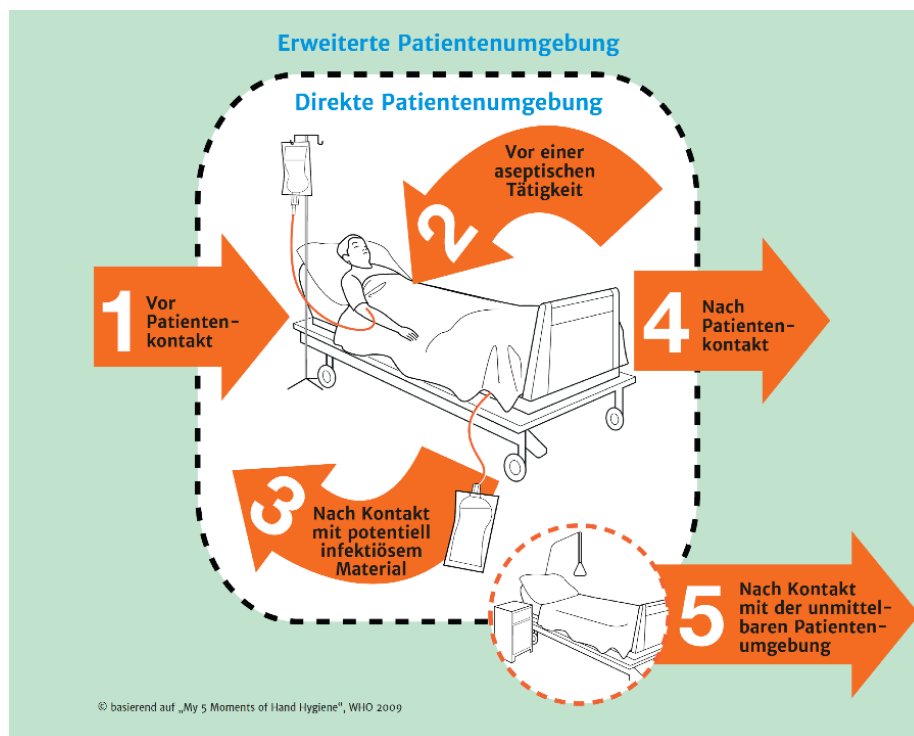 Erweiterte Patientenumgebung
Direkte Patientenumgebung
1
Vor
Patienten-
kontakt
2
Vor einer
aseptischen
Tätigkeit
3
Nach Kontakt
mit potentiell
infektiösem
Material
4
Nach
Patienten-
kontakt
5
Nach Kontakt
mit der unmittel-
baren Patienten-
umgebung
© basierend auf „My 5 Moments of Hand Hygiene“, WHO 2009